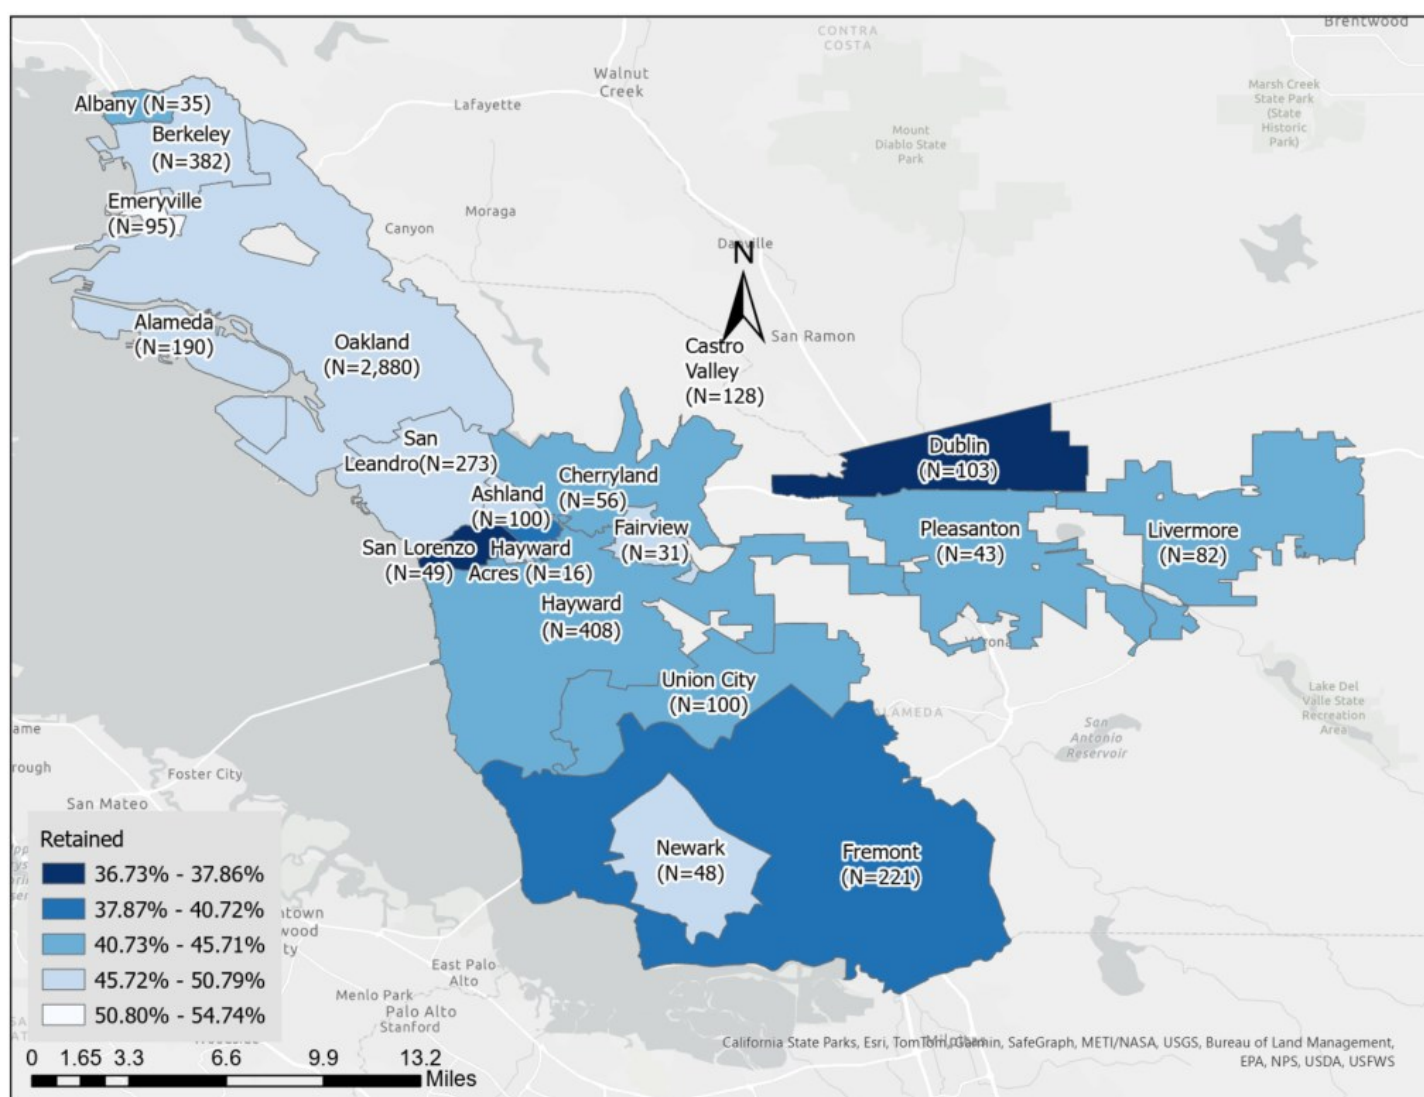 Brentwood
CONTRA
COSTA
Walnut
Creek
Lafayette
Marsh Creek
State Park
(State
Historic
Park)
Mount
Diablo State
Park
Albany (N=35)
Berkeley
(N=382)
Emeryville
(N=95)
Moraga
Canyon
Danville
N
San Ramon
Alameda
(N=190)
Oakland
(N=2,880)
Castro
Valley
(N=128)
San
Leandro(N=273)
Cherryland
(N=56)
Ashland
(N=100)
Dublin
(N=103)
Fairview
(N=31)
Pleasanton
(N=43)
Livermore
(N=82)
San Lorenzo
(N=49)
Hayward
Acres (N=16)
Hayward
(N=408)
Union City
(N=100)
ALAMEDA
San
Antonio
Reservoir
Lake Del
Valle State
Recreation
Area
ame
rough
Foster City
San Mateo
Newark
(N=48)
Fremont
(N=221)
Retained
36.73% - 37.86%
37.87% - 40.72%
40.73% - 45.71%
45.72% - 50.79%
50.80% - 54.74%
ntown
wood
ty
East Palo
Alto
Menlo Park
Palo Alto
Stanford
0 1.65 3.3 6.6 9.9 13.2
Miles
California State Parks, Esri, TomTom, Garmin, SafeGraph, METI/NASA, USGS, Bureau of Land Management,
EPA, NPS, USDA, USFWS